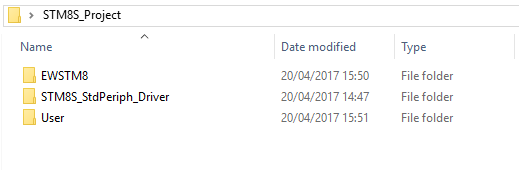 STM8S_Project
Name Date modified Type
EWSTM8 20/04/2017 15:50 File folder
STM8S_StdPeriph_Driver 20/04/2017 14:47 File folder
User 20/04/2017 15:51 File folder